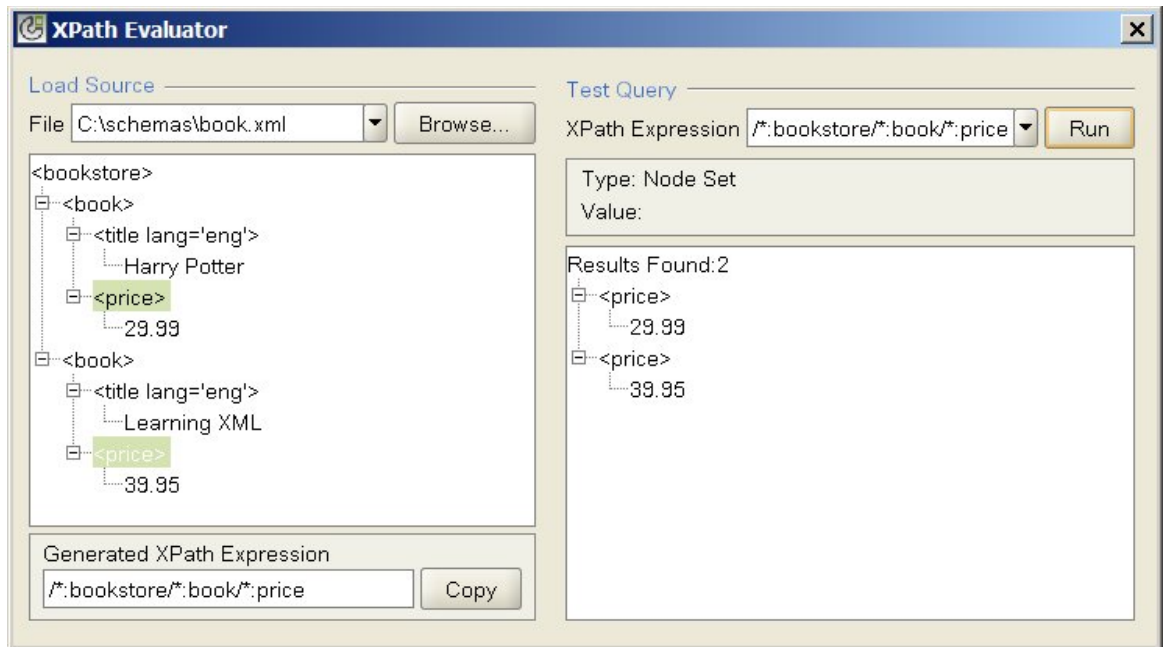 XPath Evaluator
Load Source
File C:\schemas\book.xml Browse...
<bookstore>
<book>
<title lang='eng'>
Harry Potter
<price>
29.99
<book>
<title lang='eng'>
Learning XML
<price>
39.95
Generated XPath Expression
/*:bookstore/*:book/*:price Copy
Test Query
XPath Expression /*:bookstore/*:book/*:price Run
Type: Node Set
Value:
Results Found:2
<price>
29.99
<price>
39.95